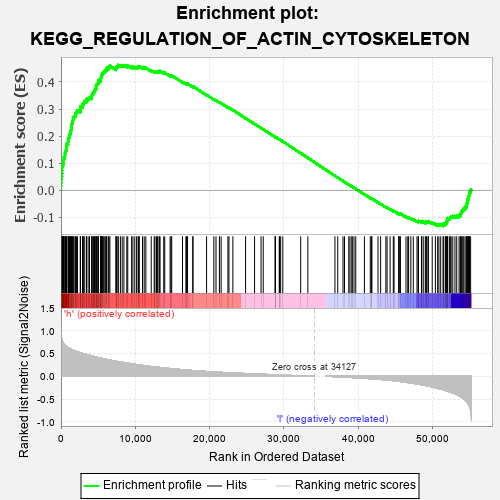 Enrichment plot:
KEGG_REGULATION_OF_ACTIN_CYTOSKELETON
Enrichment score (ES)
0.4
0.3
0.2
0.1
0.0
-0.1
Ranked list metric (Signal2Noise)
1.5
1.0
0.5
0.0
-0.5
-1.0
'h' (positively correlated)
Zero cross at 34127
'l' (negatively correlated)
0
10,000
20,000
30,000
40,000
50,000
Rank in Ordered Dataset
Enrichment profile
Hits
Ranking metric scores